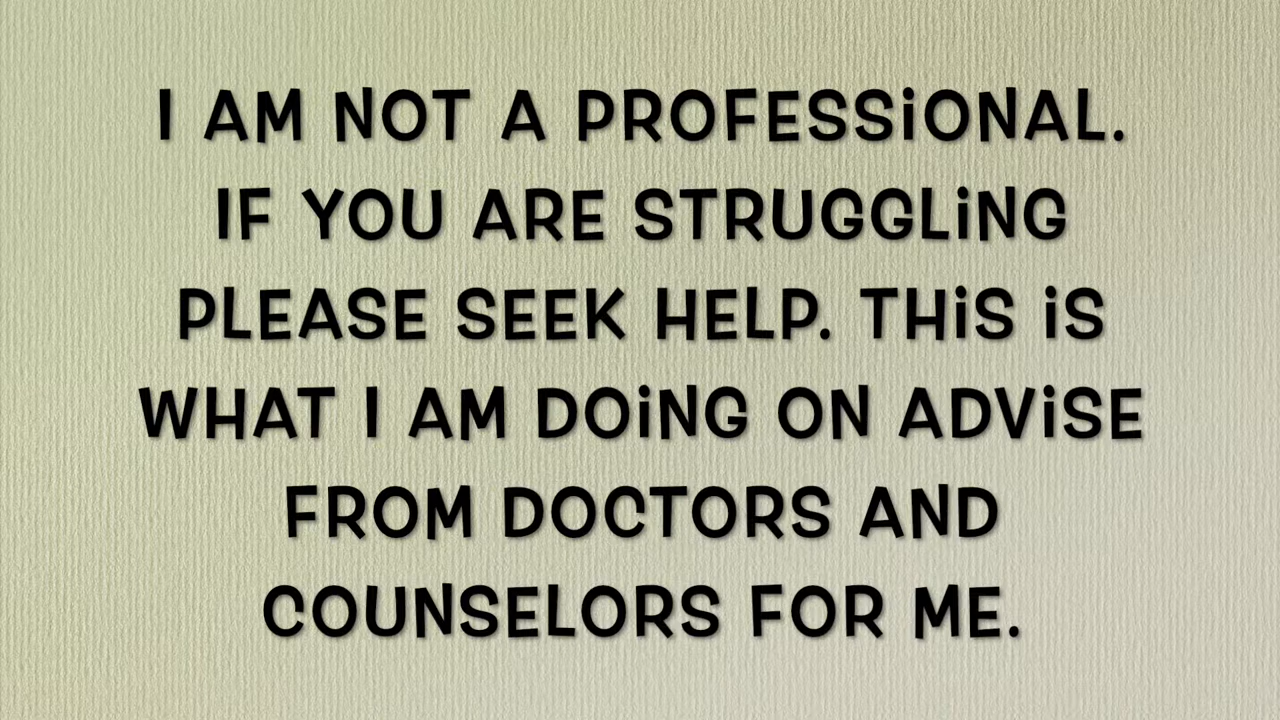 I AM NOT A PROFESSiONAL.
IF YOU ARE STRUGGLiNG
PLEASE SEEK HELP. THiS iS
WHAT I AM DOiNG ON ADViSE
FROM DOCTORS AND
COUNSELORS FOR ME.